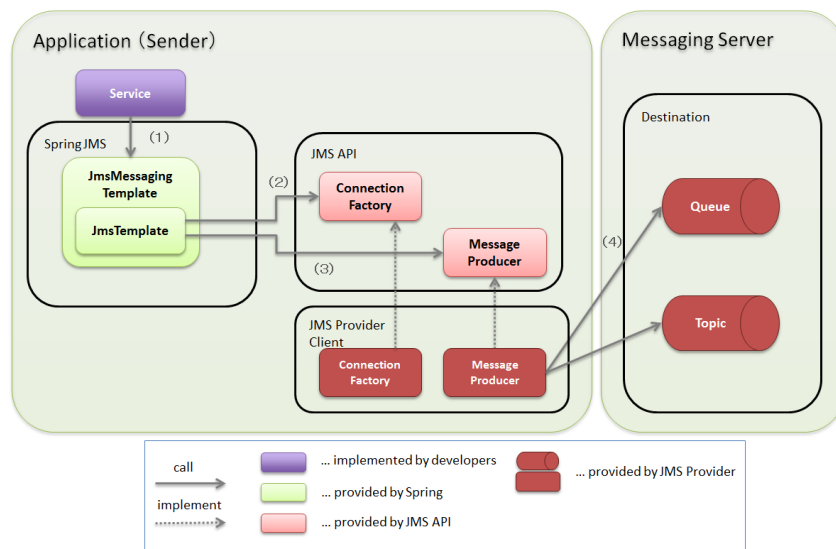 Application（Sender）
Messaging Server
Service
(1)
Spring JMS
JmsMessaging
Template
JmsTemplate
(2)
(3)
JMS API
Connection
Factory
Message
Producer
JMS Provider
Client
Connection
Factory
Message
Producer
(4)
Destination
Queue
Topic
call
implement
... implemented by developers
... provided by Spring
... provided by JMS API
... provided by JMS Provider